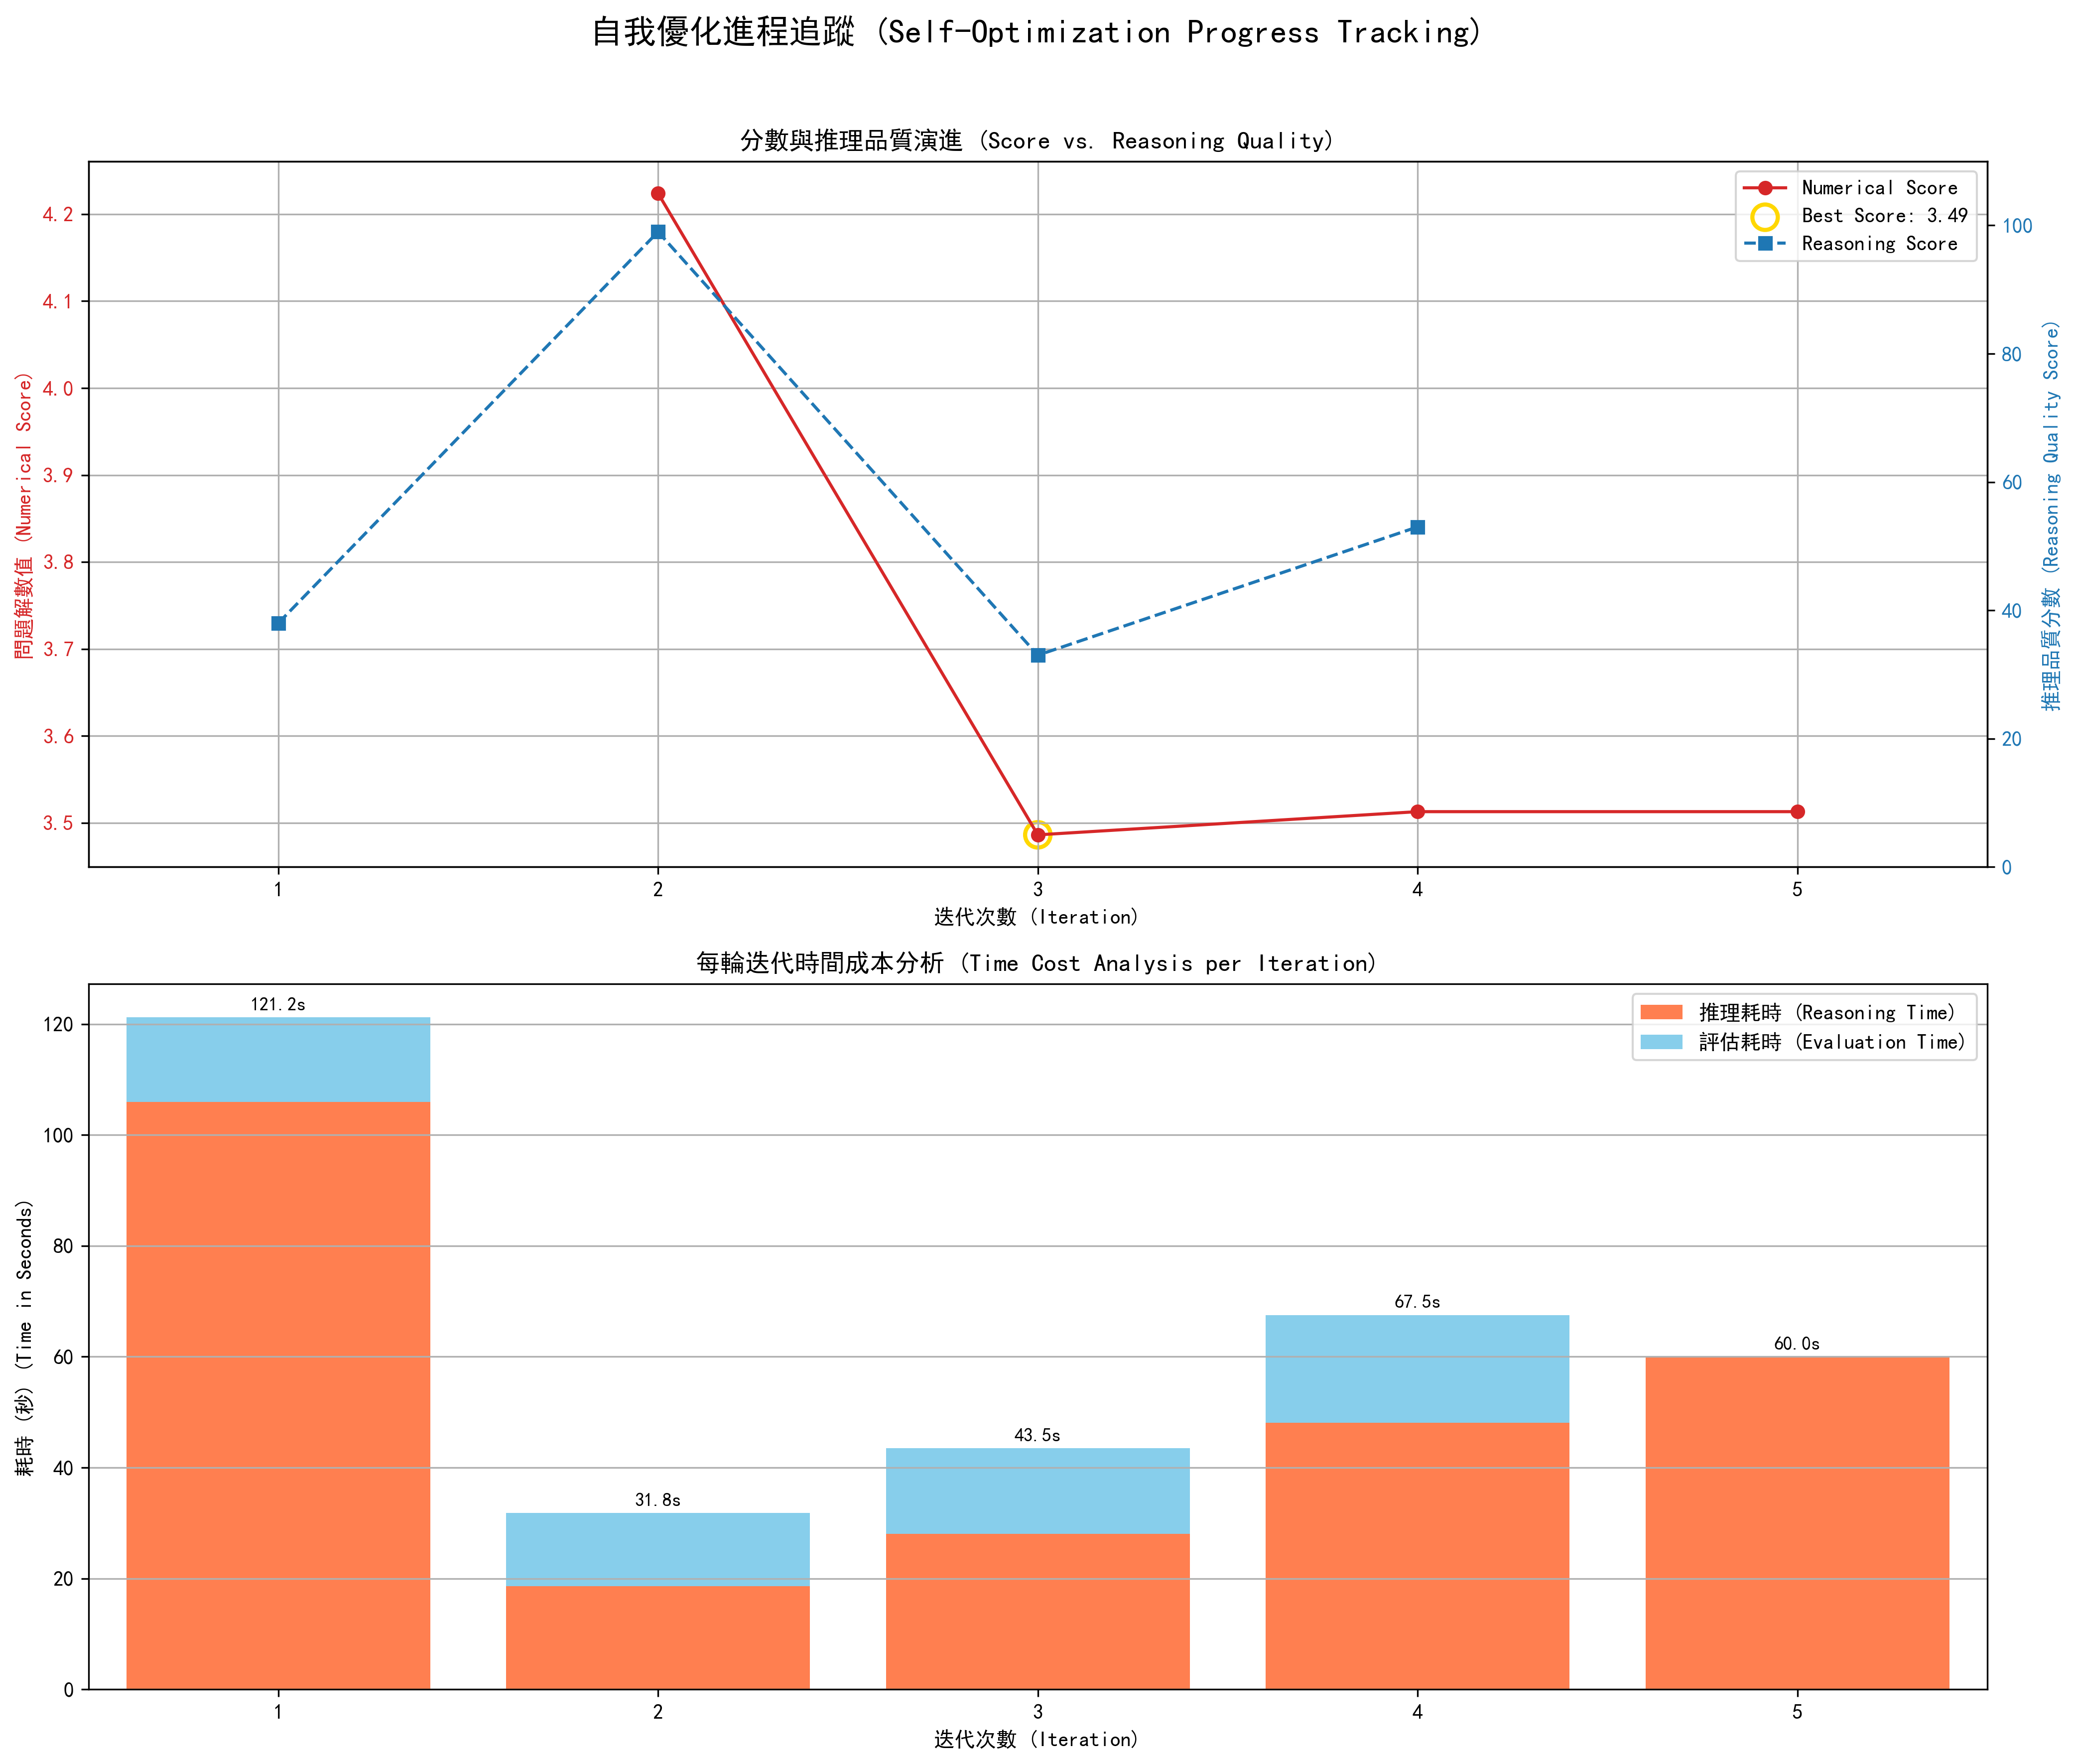 自我優化進程追蹤 (Self-Optimization Progress Tracking)
分數與推理品質演進 (Score vs. Reasoning Quality)
問題解數值 (Numerical Score)
4.2
4.1
4.0
3.9
3.8
3.7
3.6
3.5
Numerical Score
Best Score: 3.49
Reasoning Score
100
80
60
40
20
0
推理品質分數 (Reasoning Quality Score)
1 2 3 4 5
迭代次數 (Iteration)
每輪迭代時間成本分析 (Time Cost Analysis per Iteration)
耗時 (秒) (Time in Seconds)
120
100
80
60
40
20
0
推理耗時 (Reasoning Time)
評估耗時 (Evaluation Time)
121.2s
31.8s
43.5s
67.5s
60.0s
1 2 3 4 5
迭代次數 (Iteration)